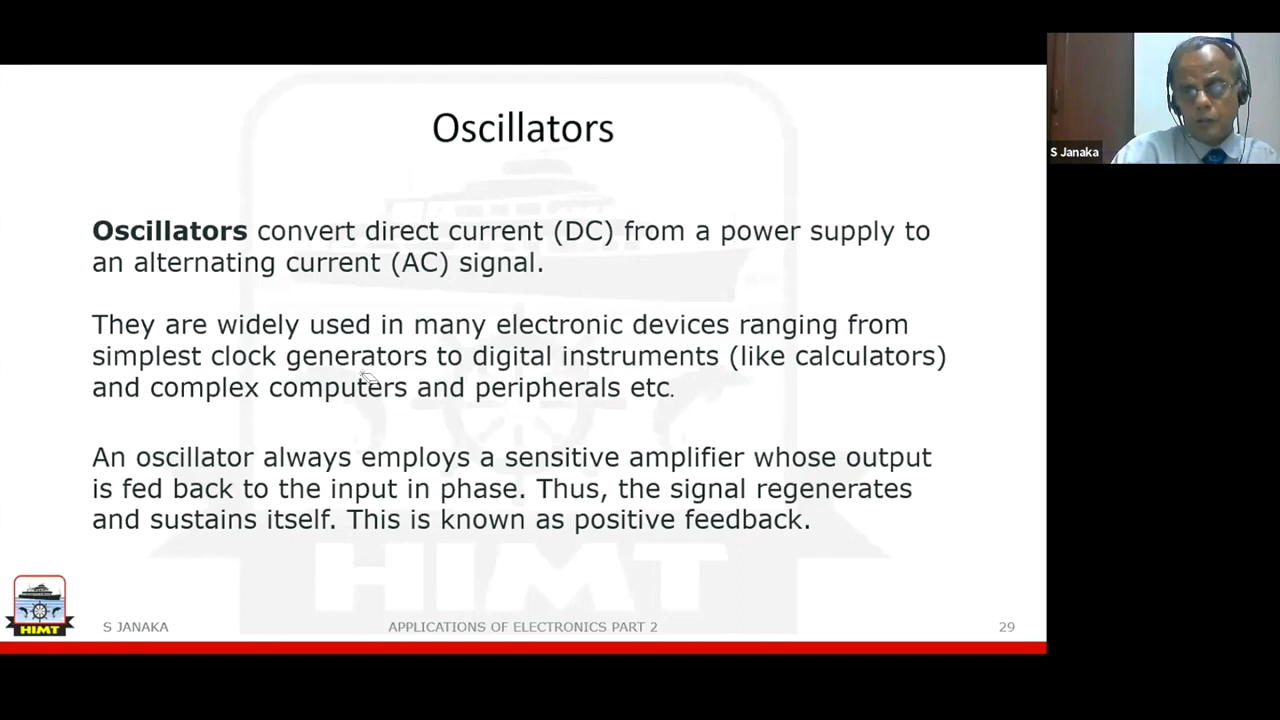 Oscillators
S Janaka
Oscillators convert direct current (DC) from a power supply to
an alternating current (AC) signal.
They are widely used in many electronic devices ranging from
simplest clock generators to digital instruments (like calculators)
and complex computers and peripherals etc.
An oscillator always employs a sensitive amplifier whose output
is fed back to the input in phase. Thus, the signal regenerates
and sustains itself. This is known as positive feedback.
HIMT
HIMT
S JANAKA
APPLICATIONS OF ELECTRONICS PART 2
29